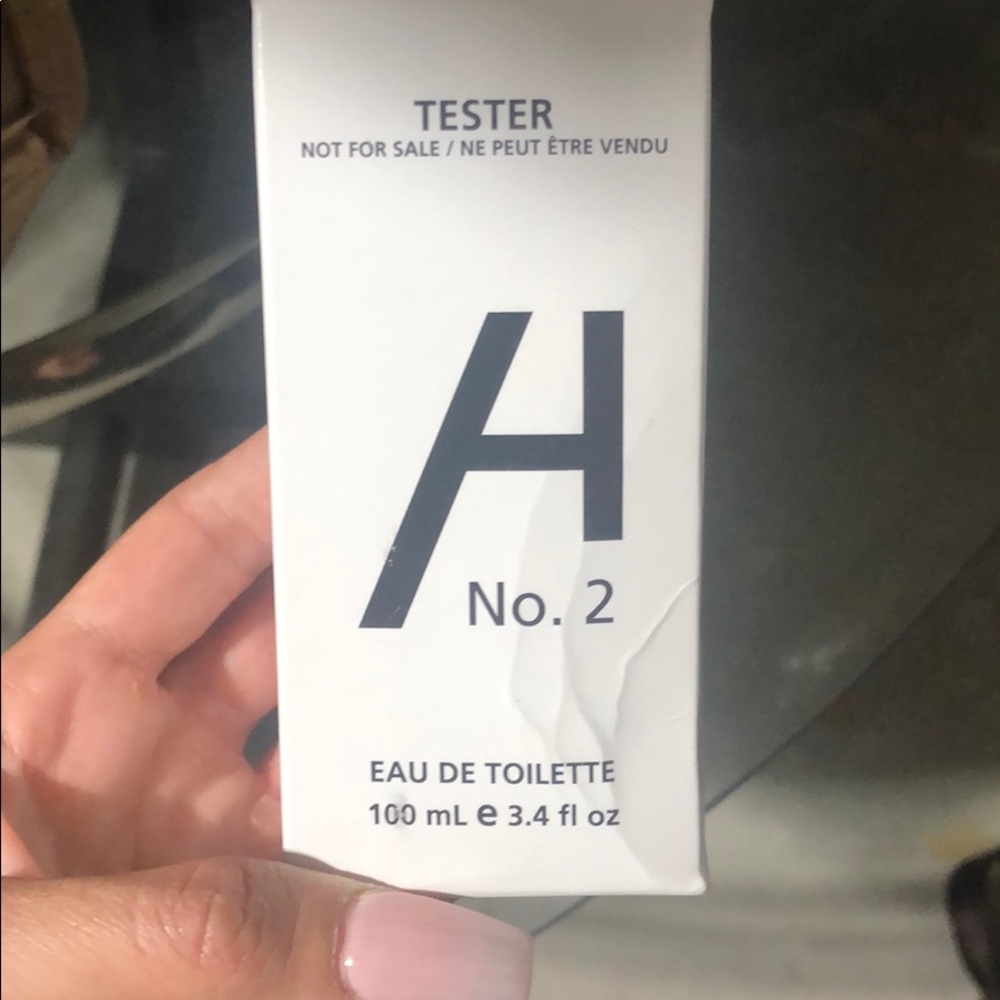 TESTER
NOT FOR SALE / NE PEUT ÊTRE VENDU
H
No. 2
EAU DE TOILETTE
100 mL e 3.4 fl oz